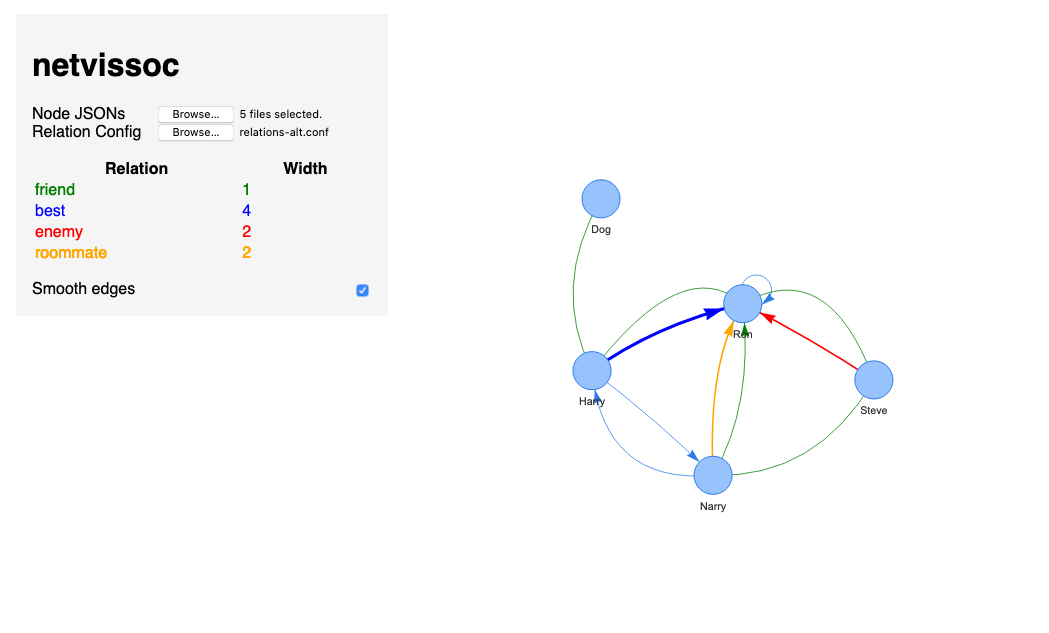 netvissoc
Node JSONs Browse... 5 files selected.
Relation Config Browse... relations-alt.conf
Relation Width
friend 1
best 4
enemy 2
roommate 2
Smooth edges
Dog
Ron
Harry
Steve
Narry